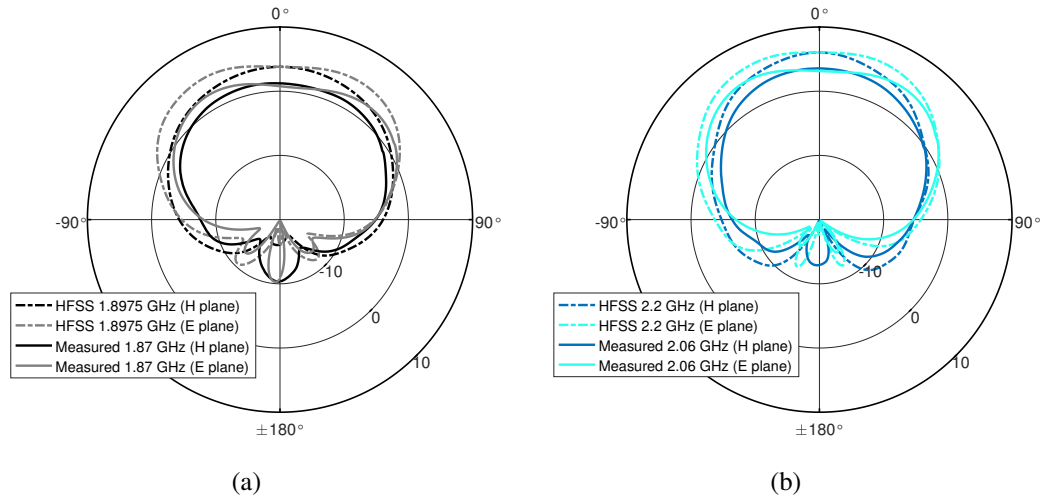 0°
-90°
90°
-10
0
10
±180°
HFSS 1.8975 GHz (H plane)
HFSS 1.8975 GHz (E plane)
Measured 1.87 GHz (H plane)
Measured 1.87 GHz (E plane)
(a)
0°
-90°
90°
-10
0
10
±180°
HFSS 2.2 GHz (H plane)
HFSS 2.2 GHz (E plane)
Measured 2.06 GHz (H plane)
Measured 2.06 GHz (E plane)
(b)